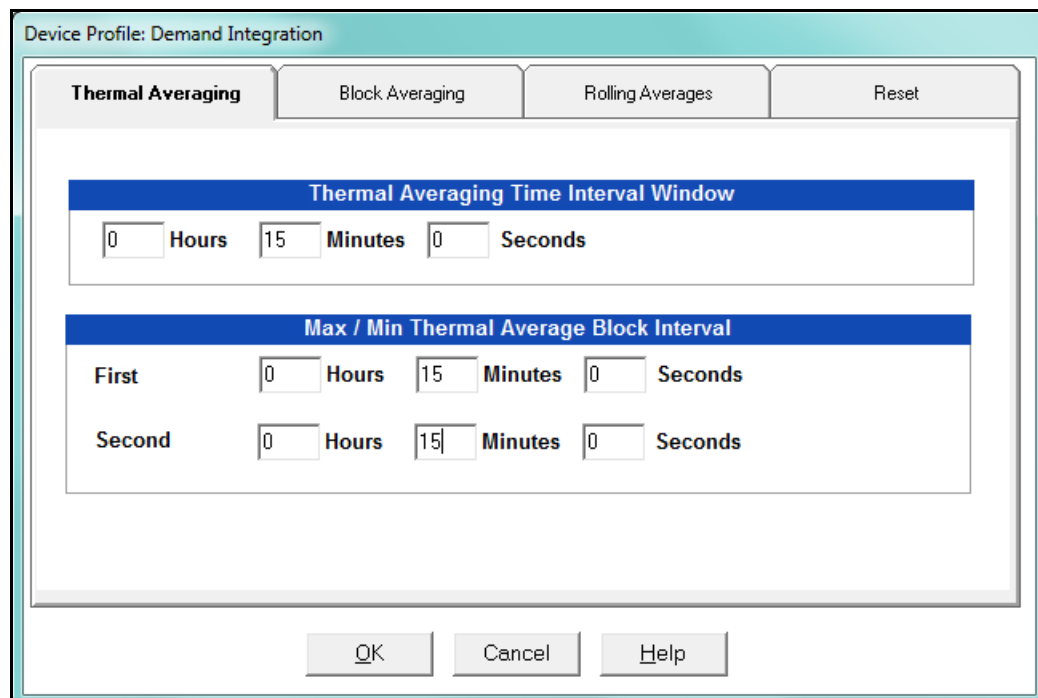 Device Profile: Demand Integration
Thermal Averaging Block Averaging Rolling Averages Reset
Thermal Averaging Time Interval Window
0 Hours 15 Minutes 0 Seconds
Max / Min Thermal Average Block Interval
First 0 Hours 15 Minutes 0 Seconds
Second 0 Hours 15 Minutes 0 Seconds
OK Cancel Help